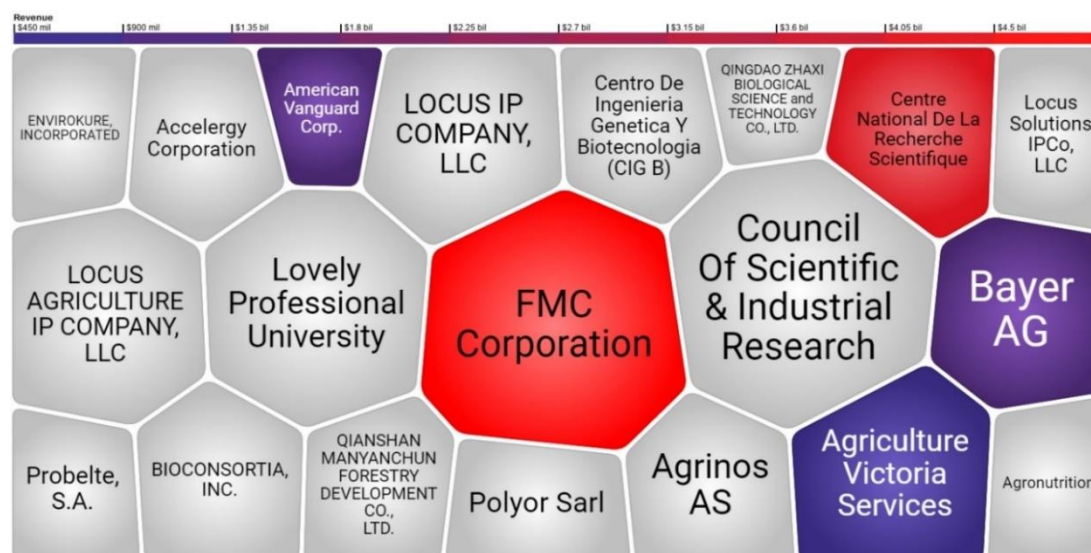 Revenue
$450 mil
$900 mil
$1.35 bil
$1.8 bil
$2.25 bil
$2.7 bil
$3.15 bil
$3.6 bil
$4.05 bil
$4.5 bil
ENVIROKURE,
INCORPORATED
Accelergy
Corporation
American
Vanguard
Corp.
LOCUS IP
COMPANY,
LLC
Centro De
Ingenieria
Genetica Y
Biotecnologia
(CIG B)
QINGDAO ZHAXI
BIOLOGICAL
SCIENCE and
TECHNOLOGY
CO., LTD.
Centre
National De La
Recherche
Scientifique
Locus
Solutions
IPCo,
LLC
LOCUS
AGRICULTURE
IP COMPANY,
LLC
Lovely
Professional
University
FMC
Corporation
Council
Of Scientific
& Industrial
Research
Bayer
AG
Probelte,
S.A.
BIOCONSORTIA,
INC.
QIANSHAN
MANYANCHUN
FORESTRY
DEVELOPMENT
CO.,
LTD.
Polyor Sarl
Agrinos
AS
Agriculture
Victoria
Services
Agronutrition